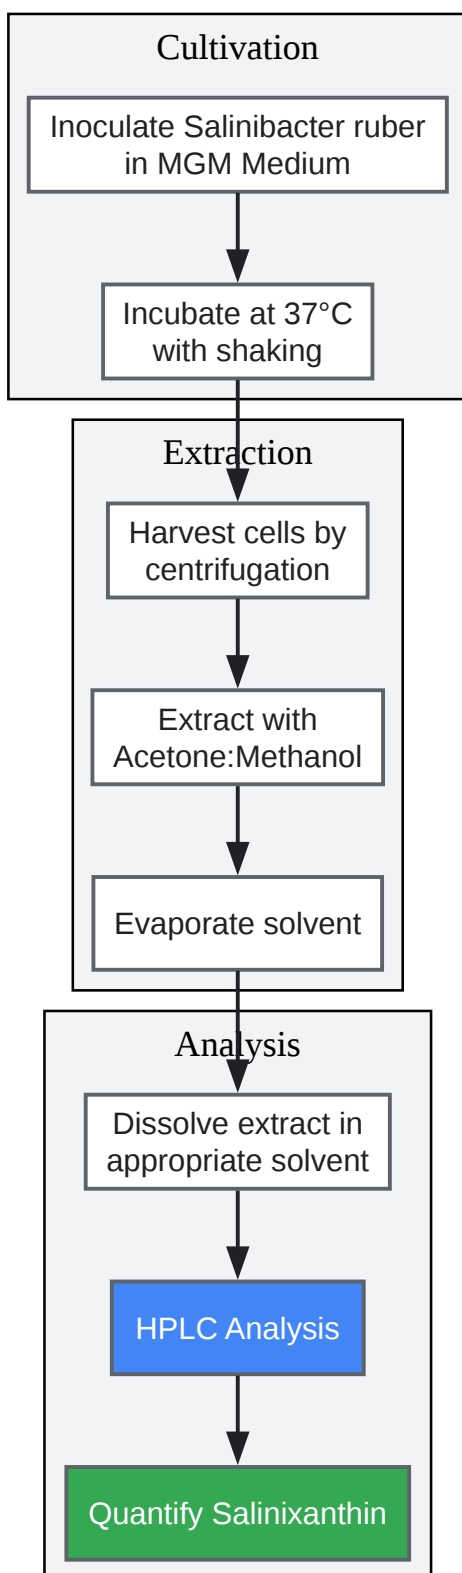 Cultivation
Inoculate Salinibacter ruber
in MGM Medium
Incubate at 37°C
with shaking
Extraction
Harvest cells by
centrifugation
Extract with
Acetone:Methanol
Evaporate solvent
Analysis
Dissolve extract in
appropriate solvent
HPLC Analysis
Quantify Salinixanthin